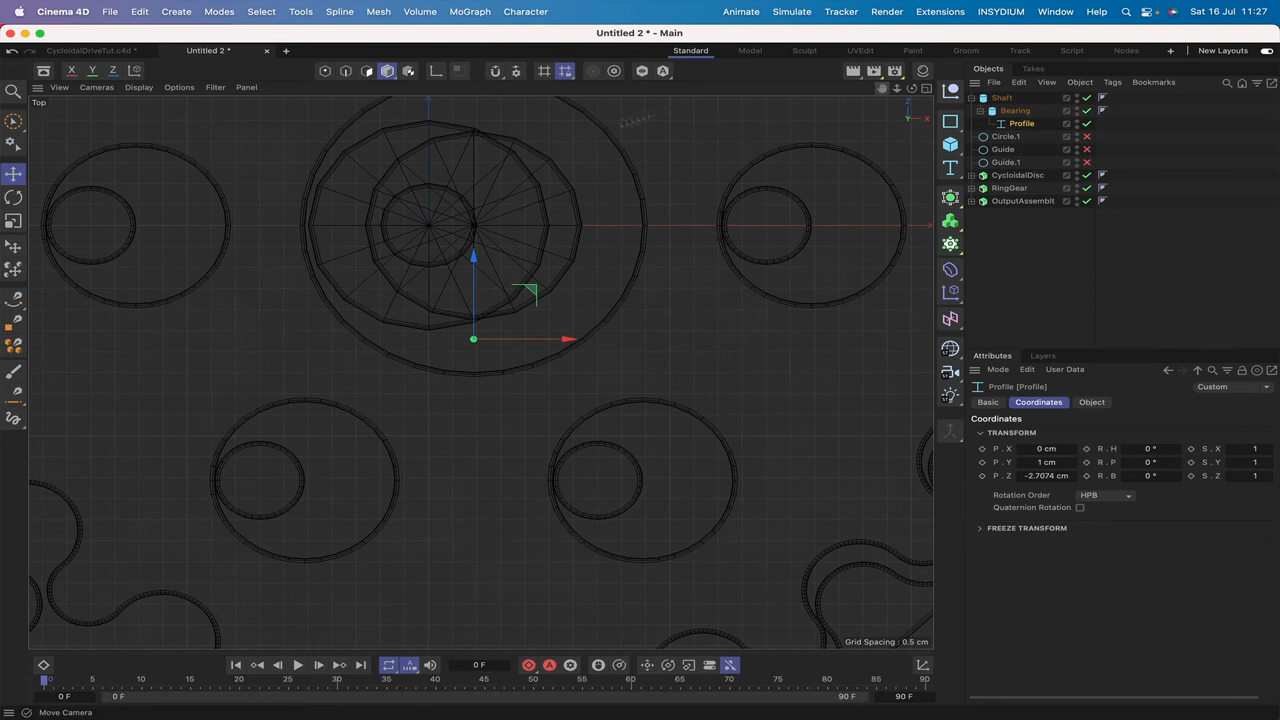 Cinema 4D File Edit Create Modes Select Tools Spline Mesh Volume MoGraph Character Animate Simulate Tracker Render Extensions INSYDIUM Window Help Sat 16 Jul 11:27
Untitled 2 * - Main
CycloidalDriveTut.c4d * Untitled 2 * Standard Model Sculpt UVEdit Paint Groom Track Script Nodes New Layouts
X Y Z
Objects Takes
View Cameras Display Options Filter Panel
File Edit View Object Tags Bookmarks
Top
Shaft
Bearing
Profile
Circle.1
Guide
Guide.1
CycloidalDisc
RingGear
OutputAssemblt
Z
Y X
Attributes Layers
Mode Edit User Data
Profile [Profile] Custom
Basic Coordinates Object
Coordinates
TRANSFORM
P . X 0 cm R . H 0 ° S . X 1
P . Y 1 cm R . P 0 ° S . Y 1
P . Z -2.7074 cm R . B 0 ° S . Z 1
Rotation Order HPB
Quaternion Rotation
FREEZE TRANSFORM
Grid Spacing : 0.5 cm
0 F
0 5 10 15 20 25 30 35 40 45 50 55 60 65 70 75 80 85 90
0 F 0 F 90 F 90 F
Move Camera